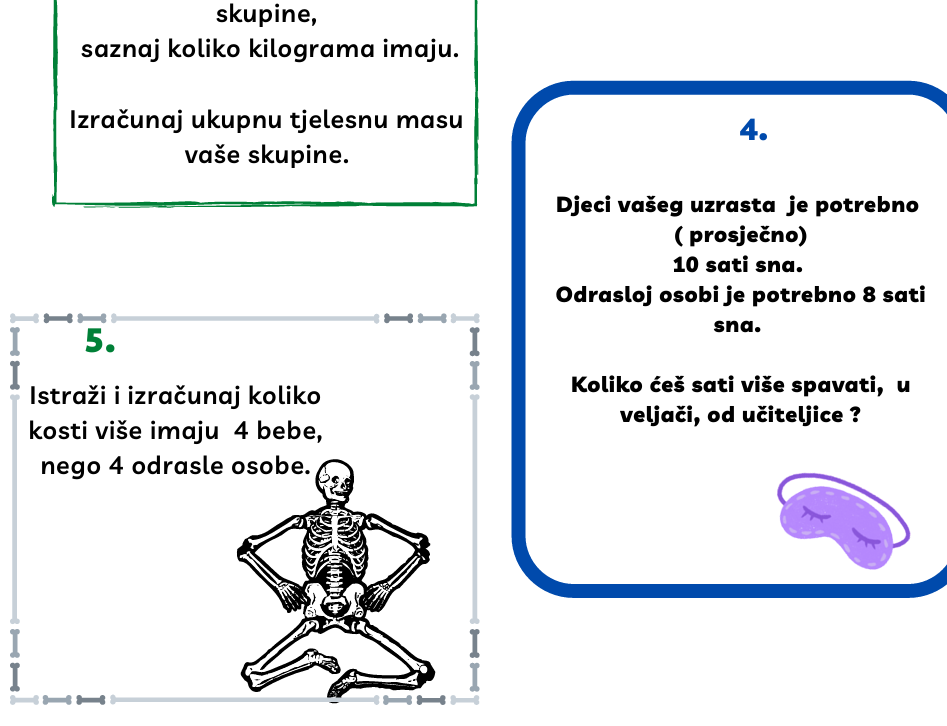 skupine,
saznaj koliko kilograma imaju.
Izračunaj ukupnu tjelesnu masu
vaše skupine.
4.
Djeci vašeg uzrasta je potrebno
( prosječno)
10 sati sna.
Odrasloj osobi je potrebno 8 sati
sna.
Koliko ćeš sati više spavati, u
veljači, od učiteljice ?
5.
Istraži i izračunaj koliko
kosti više imaju 4 bebe,
nego 4 odrasle osobe.